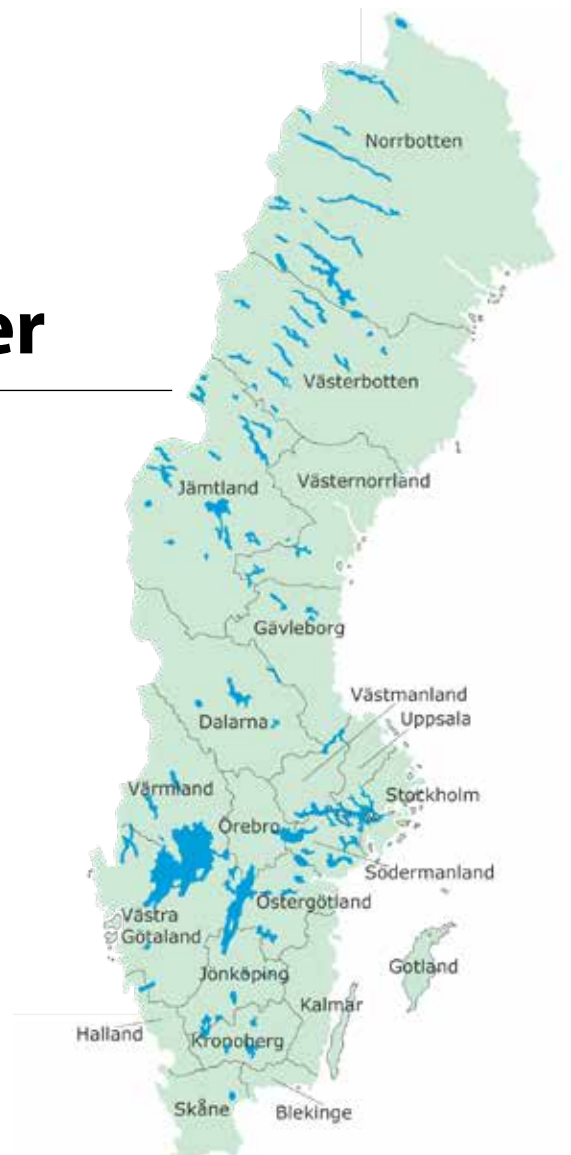 er
Norrbotten
Västerbotten
Västernorrland
Jämtland
Gävleborg
Västmanland
Uppsala
Dalarna
Värmland
Stockholm
Örebro
Södermanland
Östergötland
Västra
Götaland
Gotland
Jönköping
Kalmar
Halland
Kronoberg
Skåne
Blekinge